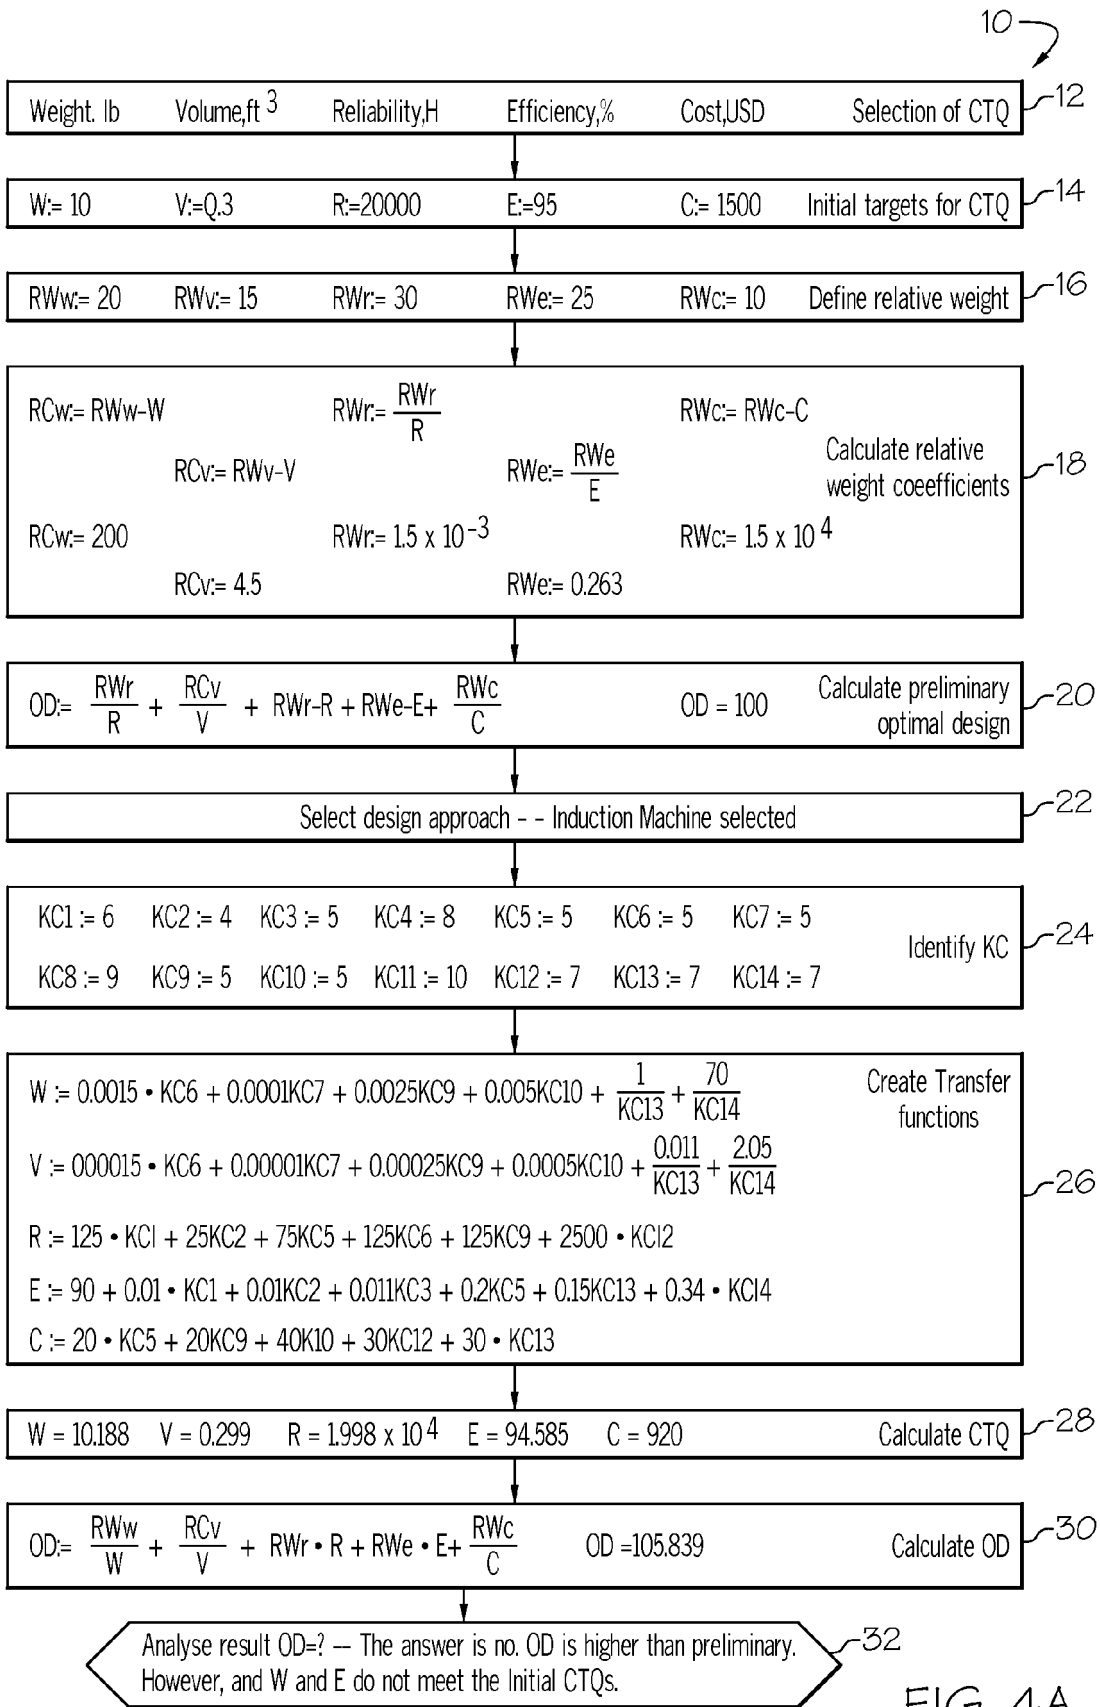 10
Weight. lb Volume,ft 3 Reliability,H Efficiency,% Cost,USD Selection of CTQ 12
W:= 10 V:=Q.3 R:=20000 E:=95 C:= 1500 Initial targets for CTQ 14
RWw:= 20 RWv:= 15 RWr:= 30 RWe:= 25 RWc:= 10 Define relative weight 16
RCw:= RWw-W RWr:= RWr/R RWc:= RWc-C
RCv:= RWv-V RWe:= RWe/E Calculate relative weight coeefficients 18
RCw:= 200 RWr:= 1.5 x 10 -3 RWc:= 1.5 x 10 4
RCv:= 4.5 RWe:= 0.263
OD:= RWr/R + RCv/V + RWr-R + RWe-E+ RWc/C OD = 100 Calculate preliminary optimal design 20
Select design approach - - Induction Machine selected 22
KC1 := 6 KC2 := 4 KC3 := 5 KC4 := 8 KC5 := 5 KC6 := 5 KC7 := 5
Identify KC 24
KC8 := 9 KC9 := 5 KC10 := 5 KC11 := 10 KC12 := 7 KC13 := 7 KC14 := 7
W := 0.0015 • KC6 + 0.0001KC7 + 0.0025KC9 + 0.005KC10 + 1/KC13 + 70/KC14 Create Transfer functions
V := 000015 • KC6 + 0.00001KC7 + 0.00025KC9 + 0.0005KC10 + 0.011/KC13 + 2.05/KC14
26
R := 125 • KCl + 25KC2 + 75KC5 + 125KC6 + 125KC9 + 2500 • KCl2
E := 90 + 0.01 • KC1 + 0.01KC2 + 0.011KC3 + 0.2KC5 + 0.15KC13 + 0.34 • KCl4
C := 20 • KC5 + 20KC9 + 40K10 + 30KC12 + 30 • KC13
W = 10.188 V = 0.299 R = 1.998 x 10 4 E = 94.585 C = 920 Calculate CTQ 28
OD:= RWw/W + RCv/V + RWr • R + RWe • E+ RWc/C OD =105.839 Calculate OD 30
Analyse result OD=? -- The answer is no. OD is higher than preliminary. 32
However, and W and E do not meet the Initial CTQs.
FIG. 4A